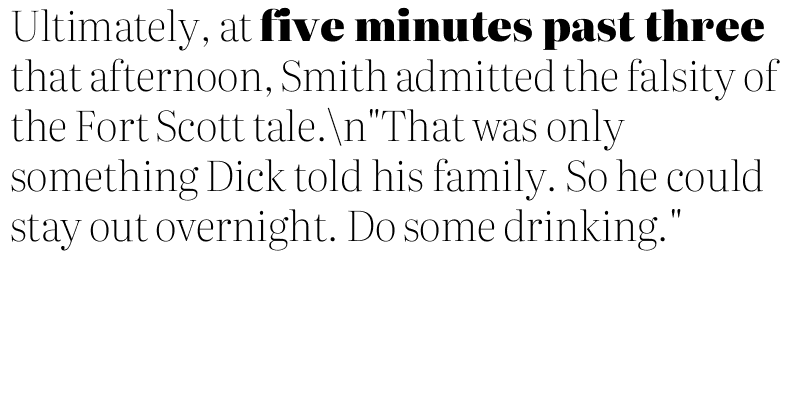 Ultimately, at five minutes past three
that afternoon, Smith admitted the falsity of
the Fort Scott tale.\n"That was only
something Dick told his family. So he could
stay out overnight. Do some drinking."